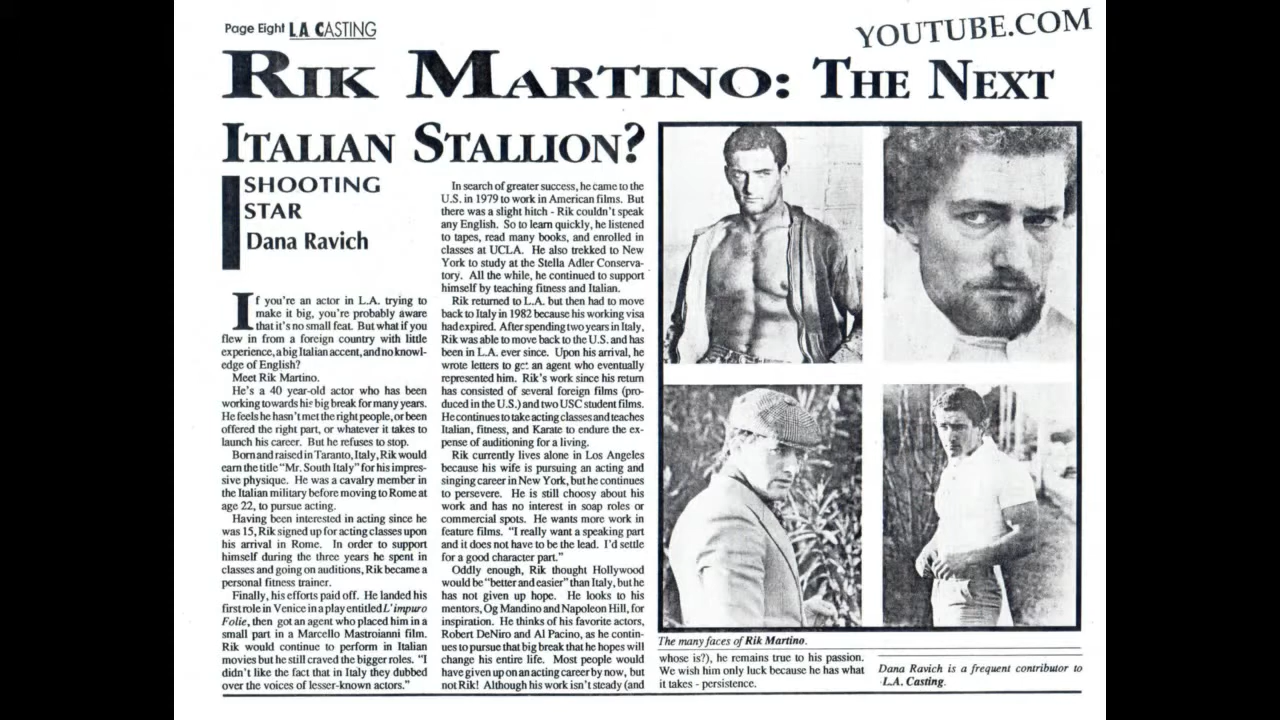 Page Eight LA CASTING
YOUTUBE.COM
RIK MARTINO: THE NEXT
ITALIAN STALLION?
SHOOTING
STAR
Dana Ravich
If you're an actor in L.A. trying to
make it big, you're probably aware
that it's no small feat. But what if you
flew in from a foreign country with little
experience, a big Italian accent, and no knowl-
edge of English?
Meet Rik Martino.
He's a 40 year-old actor who has been
working towards his big break for many years.
He feels he hasn't met the right people, or been
offered the right part, or whatever it takes to
launch his career. But he refuses to stop.
Born and raised in Taranto, Italy, Rik would
earn the title "Mr. South Italy" for his impres-
sive physique. He was a cavalry member in
the Italian military before moving to Rome at
age 22, to pursue acting.
Having been interested in acting since he
was 15, Rik signed up for acting classes upon
his arrival in Rome. In order to support
himself during the three years he spent in
classes and going on auditions, Rik became a
personal fitness trainer.
Finally, his efforts paid off. He landed his
first role in Venice in a play entitled L'impuro
Folie, then got an agent who placed him in a
small part in a Marcello Mastroianni film.
Rik would continue to perform in Italian
movies but he still craved the bigger roles. "I
didn't like the fact that in Italy they dubbed
over the voices of lesser-known actors."
In search of greater success, he came to the
U.S. in 1979 to work in American films. But
there was a slight hitch - Rik couldn't speak
any English. So to learn quickly, he listened
to tapes, read many books, and enrolled in
classes at UCLA. He also trekked to New
York to study at the Stella Adler Conserva-
tory. All the while, he continued to support
himself by teaching fitness and Italian.
Rik returned to L.A. but then had to move
back to Italy in 1982 because his working visa
had expired. After spending two years in Italy,
Rik was able to move back to the U.S. and has
been in L.A. ever since. Upon his arrival, he
wrote letters to get an agent who eventually
represented him. Rik's work since his return
has consisted of several foreign films (pro-
duced in the U.S.) and two USC student films.
He continues to take acting classes and teaches
Italian, fitness, and Karate to endure the ex-
pense of auditioning for a living.
Rik currently lives alone in Los Angeles
because his wife is pursuing an acting and
singing career in New York, but he continues
to persevere. He is still choosy about his
work and has no interest in soap roles or
commercial spots. He wants more work in
feature films. "I really want a speaking part
and it does not have to be the lead. I'd settle
for a good character part."
Oddly enough, Rik thought Hollywood
would be "better and easier" than Italy, but he
has not given up hope. He looks to his
mentors, Og Mandino and Napoleon Hill, for
inspiration. He thinks of his favorite actors,
Robert DeNiro and Al Pacino, as he contin-
ues to pursue that big break that he hopes will
change his entire life. Most people would
have given up on an acting career by now, but
not Rik! Although his work isn't steady (and
The many faces of Rik Martino.
whose is?), he remains true to his passion.
We wish him only luck because he has what
it takes - persistence.
Dana Ravich is a frequent contributor to
L.A. Casting.